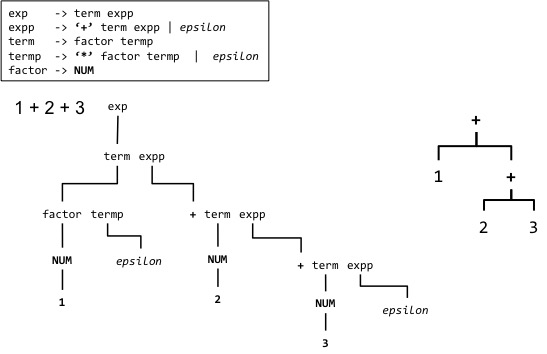 exp    -> term expp
expp   -> ‘+’ term expp | epsilon
term   -> factor termp
termp  -> ‘*’ factor termp  |  epsilon
factor -> NUM
1 + 2 + 3
exp
term expp
factor termp
+ term expp
NUM
epsilon
NUM
+ term expp
1
2
NUM
epsilon
3
+
1
+
2
3